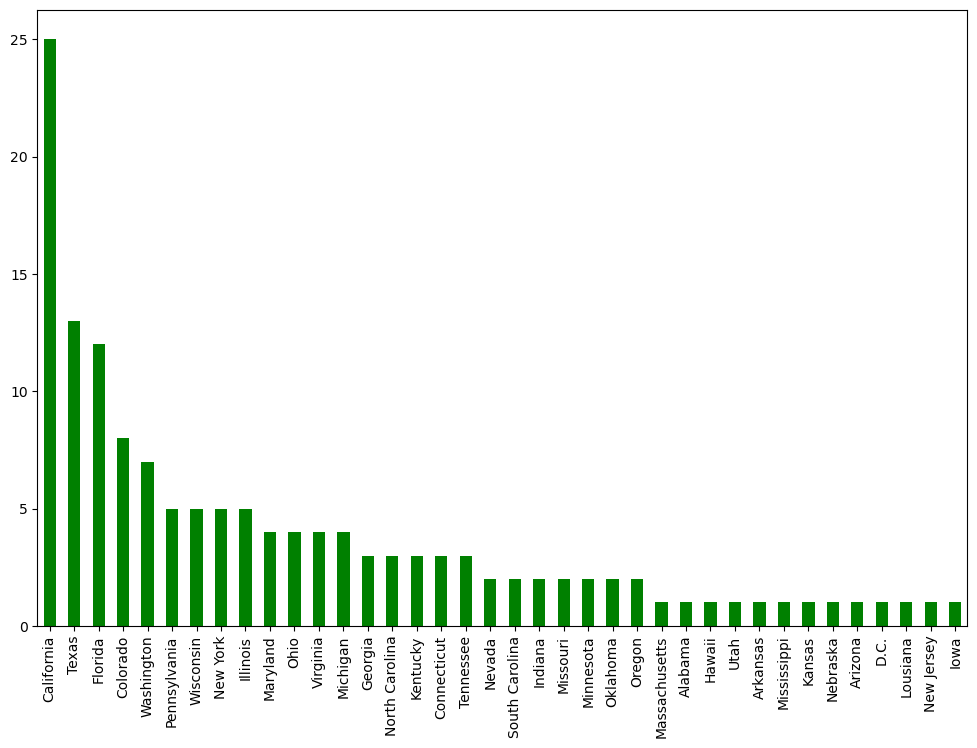 25
20
15
10
5
0
California
Texas
Florida
Colorado
Washington
Pennsylvania
Wisconsin
New York
Illinois
Maryland
Ohio
Virginia
Michigan
Georgia
North Carolina
Kentucky
Connecticut
Tennessee
Nevada
South Carolina
Indiana
Missouri
Minnesota
Oklahoma
Oregon
Massachusetts
Alabama
Hawaii
Utah
Arkansas
Mississippi
Kansas
Nebraska
Arizona
D.C.
Lousiana
New Jersey
Iowa